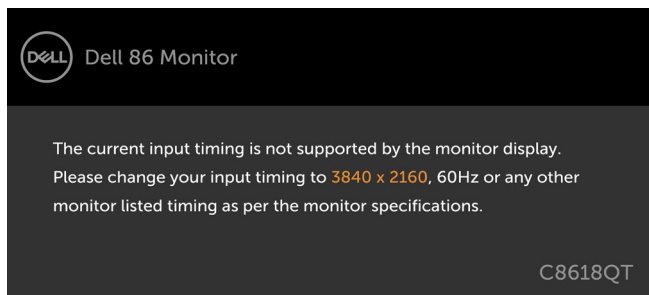 DELL
Dell 86 Monitor
The current input timing is not supported by the monitor display.
Please change your input timing to 3840 x 2160, 60Hz or any other
monitor listed timing as per the monitor specifications.
C8618QT